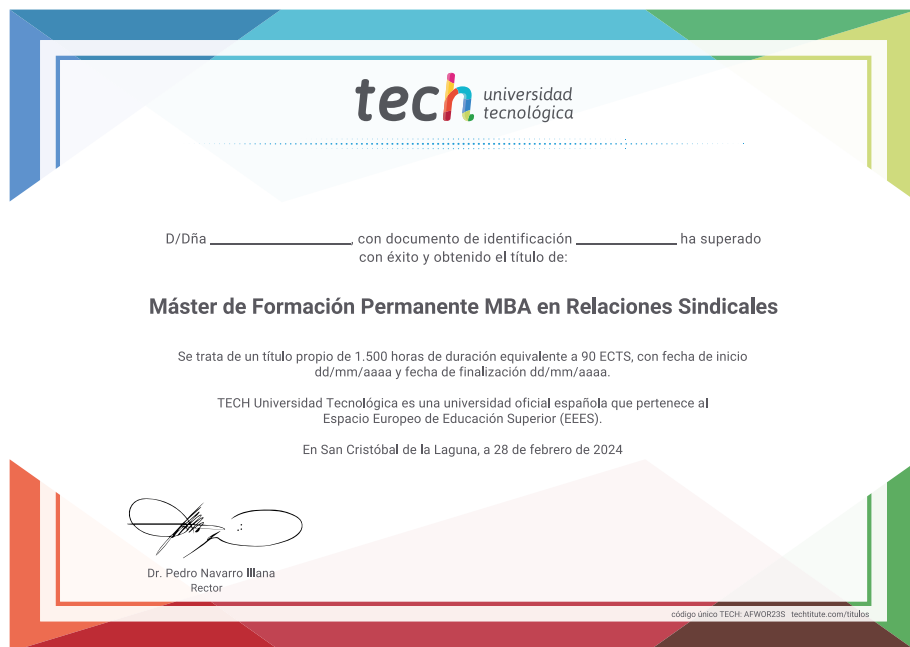 tech universidad
tecnológica
D/Dña ________________, con documento de identificación ____________ ha superado
con éxito y obtenido el título de:
Máster de Formación Permanente MBA en Relaciones Sindicales
Se trata de un título propio de 1.500 horas de duración equivalente a 90 ECTS, con fecha de inicio
dd/mm/aaaa y fecha de finalización dd/mm/aaaa.
TECH Universidad Tecnológica es una universidad oficial española que pertenece al
Espacio Europeo de Educación Superior (EEES).
En San Cristóbal de la Laguna, a 28 de febrero de 2024
Dr. Pedro Navarro Illana
Rector
código único TECH: AFWOR23S techtitute.com/titulos